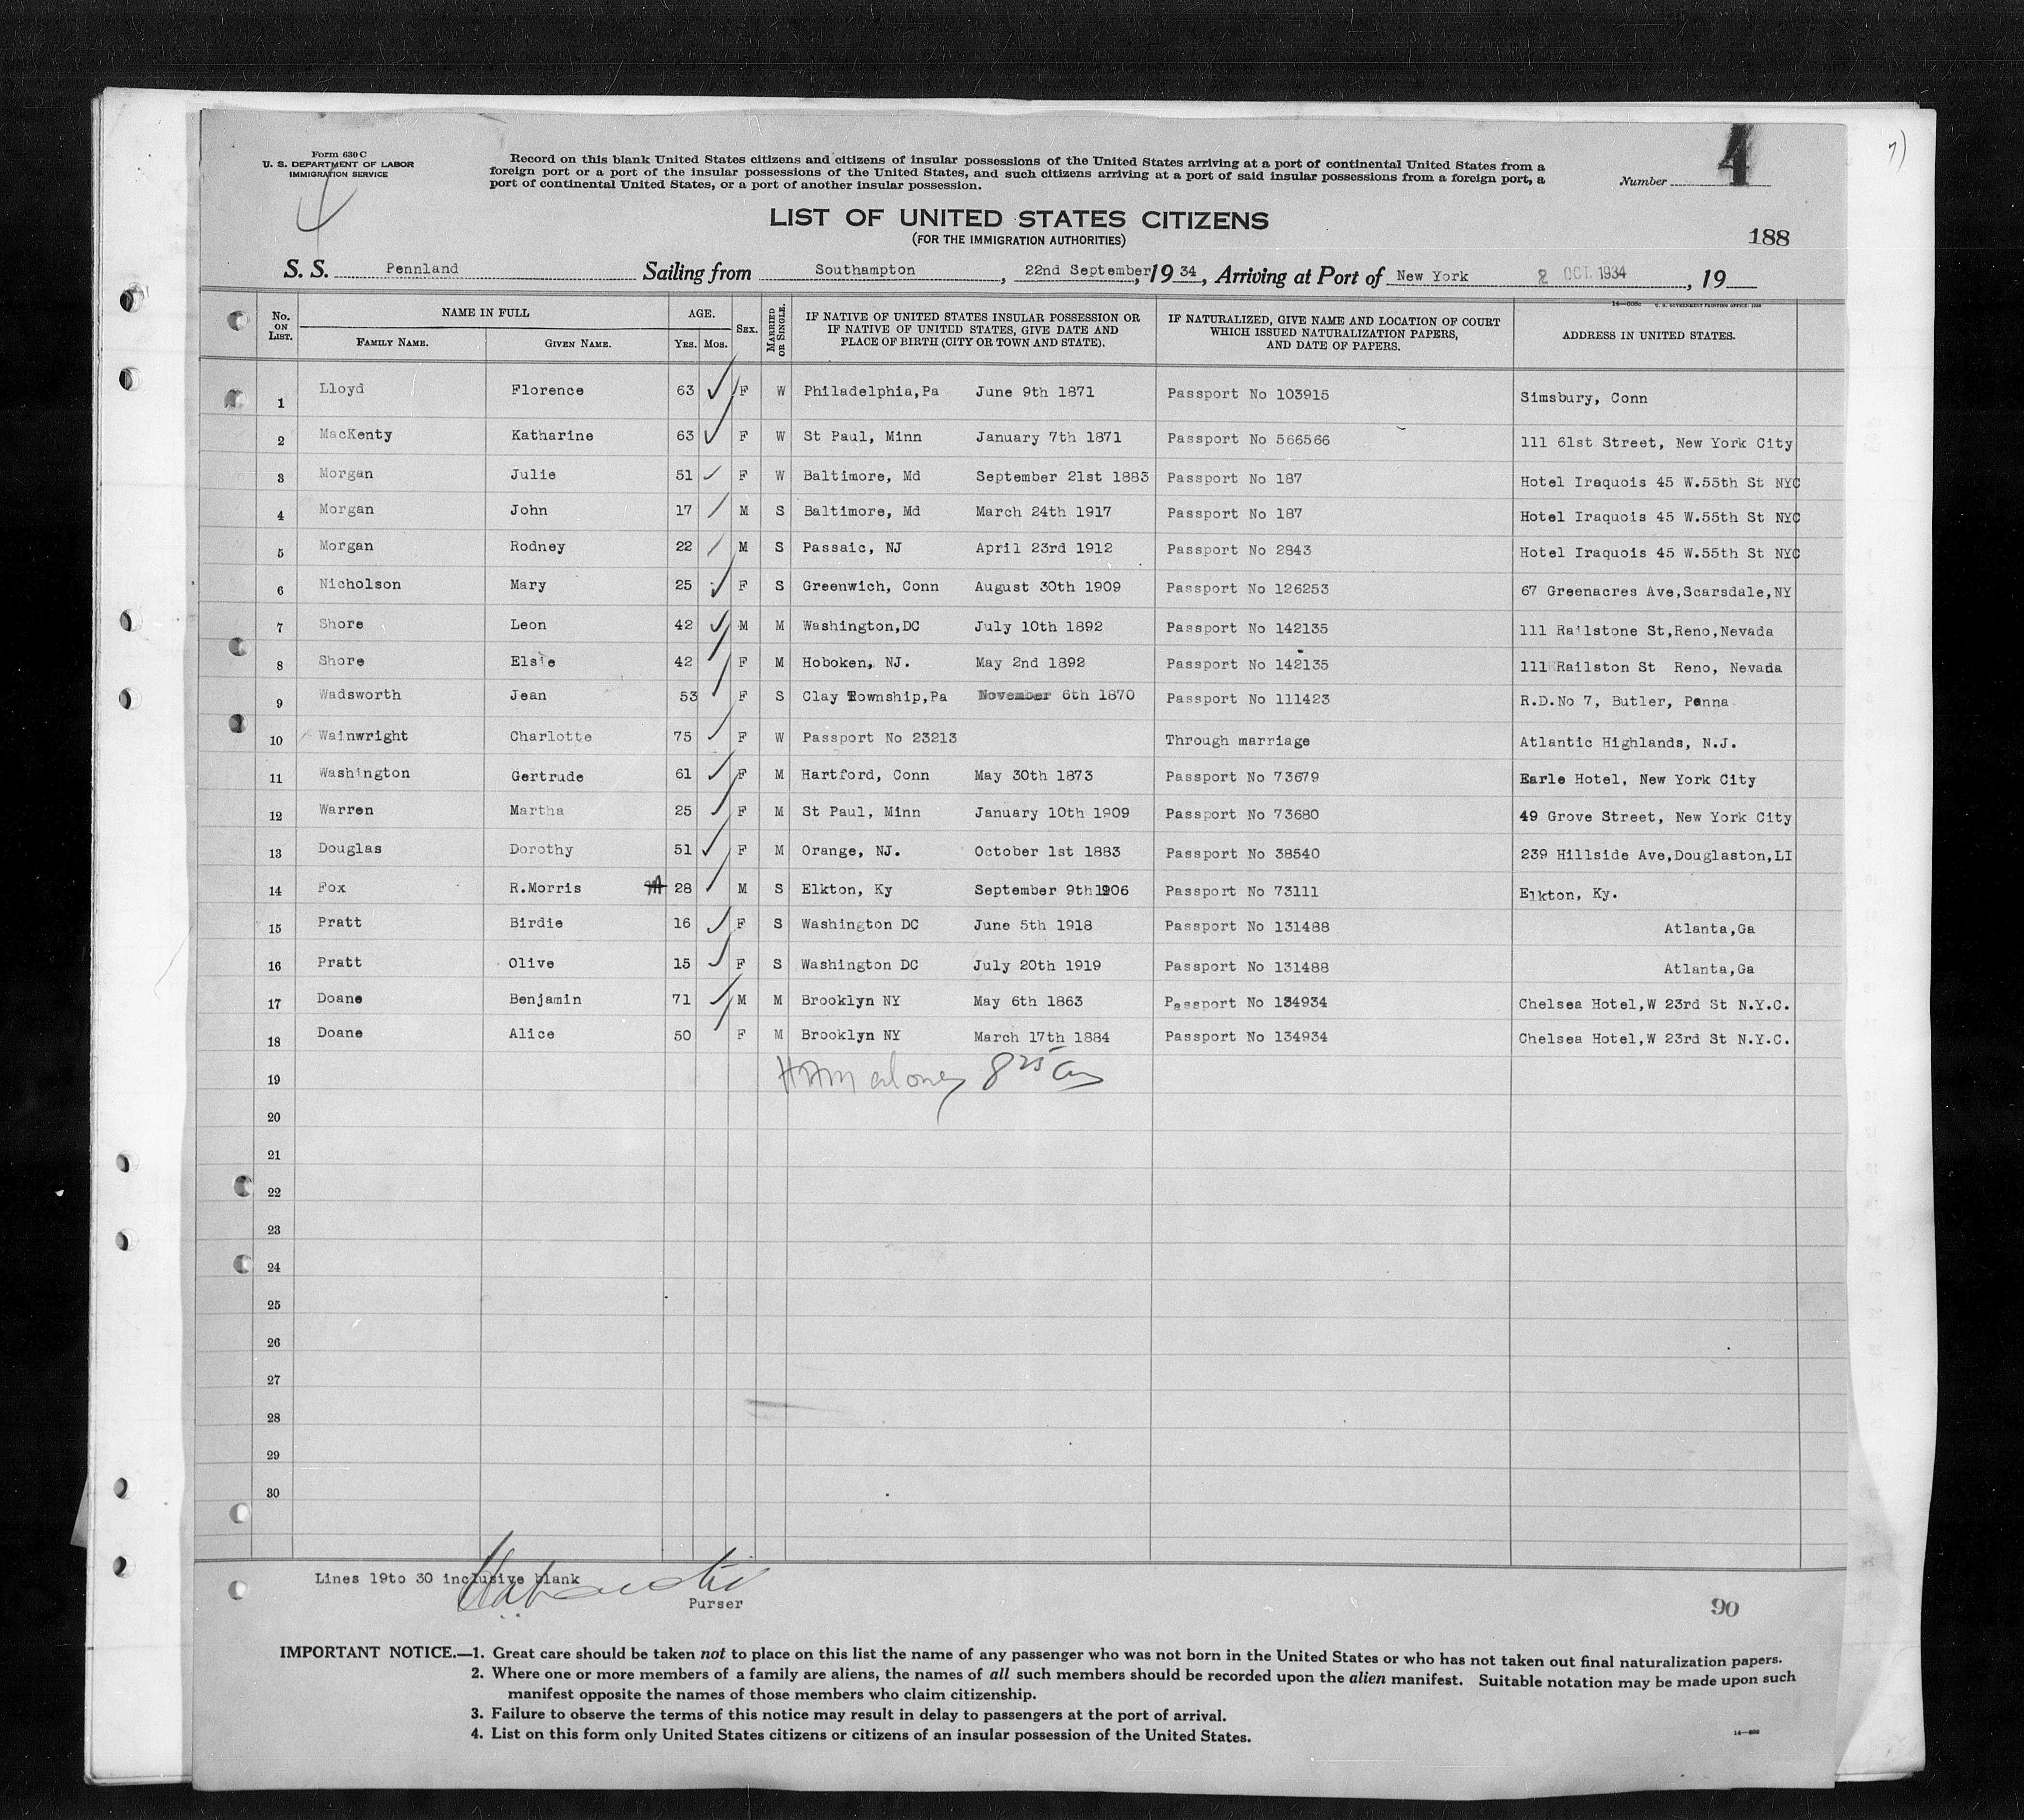 7)
Form 630 C
U. S. DEPARTMENT OF LABOR
IMMIGRATION SERVICE
Record on this blank United States citizens and citizens of insular possessions of the United States arriving at a port of continental United States from a
foreign port or a port of the insular possessions of the United States, and such citizens arriving at a port of said insular possessions from a foreign port, a
port of continental United States, or a port of another insular possession.
Number 4
LIST OF UNITED STATES CITIZENS
(FOR THE IMMIGRATION AUTHORITIES)
188
S. S. Pennland Sailing from Southampton, 22nd September, 19 34, Arriving at Port of New York 2 OCT. 1934, 19
14-608c U. S. GOVERNMENT PRINTING OFFICE
No. ON LIST. NAME IN FULL FAMILY NAME. GIVEN NAME. AGE. YRS. MOS. SEX. MARRIED OR SINGLE. IF NATIVE OF UNITED STATES INSULAR POSSESSION OR IF NATIVE OF UNITED STATES, GIVE DATE AND PLACE OF BIRTH (CITY OR TOWN AND STATE). IF NATURALIZED, GIVE NAME AND LOCATION OF COURT WHICH ISSUED NATURALIZATION PAPERS, AND DATE OF PAPERS. ADDRESS IN UNITED STATES.
1 Lloyd Florence 63 F W Philadelphia,Pa June 9th 1871 Passport No 103915 Simsbury, Conn
2 MacKenty Katharine 63 F W St Paul, Minn January 7th 1871 Passport No 566566 111 61st Street, New York City
3 Morgan Julie 51 F W Baltimore, Md September 21st 1883 Passport No 187 Hotel Iraquois 45 W.55th St NYC
4 Morgan John 17 M S Baltimore, Md March 24th 1917 Passport No 187 Hotel Iraquois 45 W.55th St NYC
5 Morgan Rodney 22 M S Passaic, NJ April 23rd 1912 Passport No 2843 Hotel Iraquois 45 W.55th St NYC
6 Nicholson Mary 25 F S Greenwich, Conn August 30th 1909 Passport No 126253 67 Greenacres Ave,Scarsdale,NY
7 Shore Leon 42 M M Washington,DC July 10th 1892 Passport No 142135 111 Railstone St,Reno,Nevada
8 Shore Elsie 42 F M Hoboken, NJ. May 2nd 1892 Passport No 142135 111 Railston St Reno, Nevada
9 Wadsworth Jean 53 F S Clay Township,Pa November 6th 1870 Passport No 111423 R.D.No 7, Butler, Penna
10 Wainwright Charlotte 75 F W Passport No 23213 Through marriage Atlantic Highlands, N.J.
11 Washington Gertrude 61 F M Hartford, Conn May 30th 1873 Passport No 73679 Earle Hotel, New York City
12 Warren Martha 25 F M St Paul, Minn January 10th 1909 Passport No 73680 49 Grove Street, New York City
13 Douglas Dorothy 51 F M Orange, NJ. October 1st 1883 Passport No 38540 239 Hillside Ave,Douglaston,LI
14 Fox R.Morris 28 M S Elkton, Ky September 9th 1906 Passport No 73111 Elkton, Ky.
15 Pratt Birdie 16 F S Washington DC June 5th 1918 Passport No 131488 Atlanta,Ga
16 Pratt Olive 15 F S Washington DC July 20th 1919 Passport No 131488 Atlanta,Ga
17 Doane Benjamin 71 M M Brooklyn NY May 6th 1863 Passport No 134934 Chelsea Hotel,W 23rd St N.Y.C.
18 Doane Alice 50 F M Brooklyn NY March 17th 1884 Passport No 134934 Chelsea Hotel,W 23rd St N.Y.C.
19
20
21
22
23
24
25
26
27
28
29
30
Lines 19to 30 inclusive blank
Purser
90
IMPORTANT NOTICE.—1. Great care should be taken not to place on this list the name of any passenger who was not born in the United States or who has not taken out final naturalization papers.
2. Where one or more members of a family are aliens, the names of all such members should be recorded upon the alien manifest. Suitable notation may be made upon such
manifest opposite the names of those members who claim citizenship.
3. Failure to observe the terms of this notice may result in delay to passengers at the port of arrival.
4. List on this form only United States citizens or citizens of an insular possession of the United States.